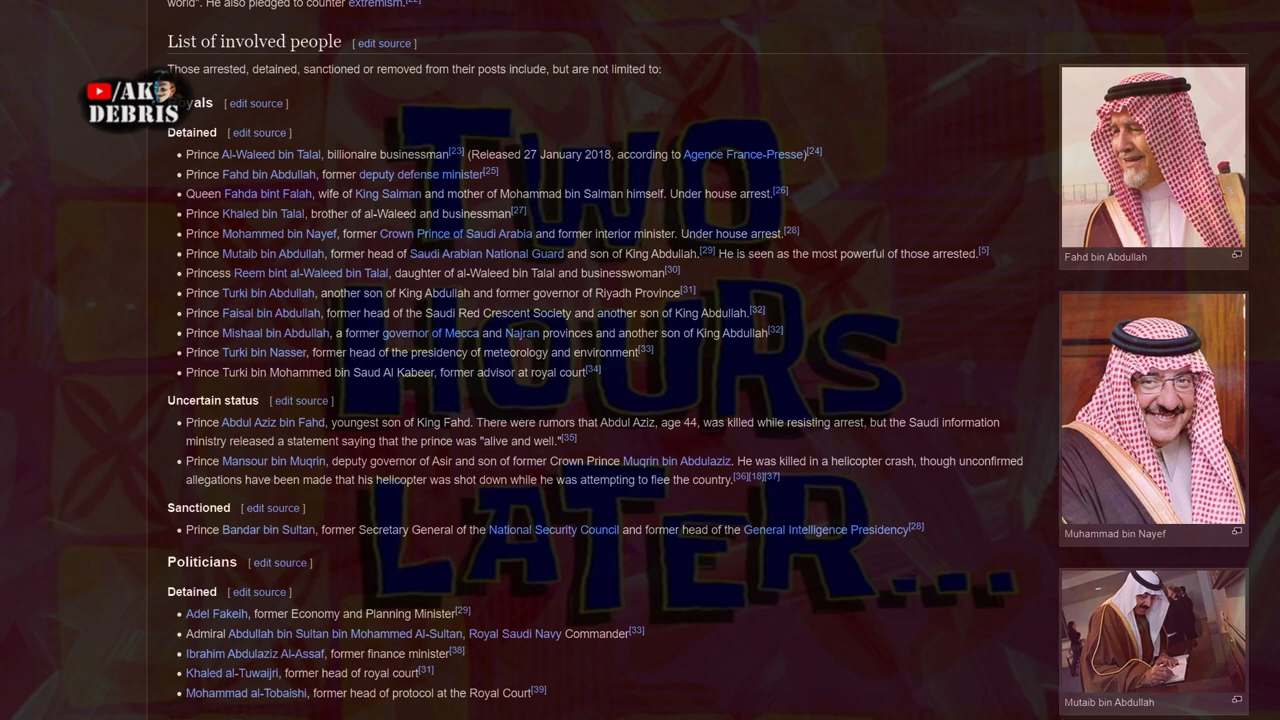 world". He also pledged to counter extremism.[22]
List of involved people [ edit source ]
Those arrested, detained, sanctioned or removed from their posts include, but are not limited to:
/AK
DEBRIS
Royals [ edit source ]
Detained [ edit source ]
• Prince Al-Waleed bin Talal, billionaire businessman[23] (Released 27 January 2018, according to Agence France-Presse)[24]
• Prince Fahd bin Abdullah, former deputy defense minister[25]
• Queen Fahda bint Falah, wife of King Salman and mother of Mohammad bin Salman himself. Under house arrest.[26]
• Prince Khaled bin Talal, brother of al-Waleed and businessman[27]
• Prince Mohammed bin Nayef, former Crown Prince of Saudi Arabia and former interior minister. Under house arrest.[28]
• Prince Mutaib bin Abdullah, former head of Saudi Arabian National Guard and son of King Abdullah.[29] He is seen as the most powerful of those arrested.[5]
• Princess Reem bint al-Waleed bin Talal, daughter of al-Waleed bin Talal and businesswoman[30]
• Prince Turki bin Abdullah, another son of King Abdullah and former governor of Riyadh Province[31]
• Prince Faisal bin Abdullah, former head of the Saudi Red Crescent Society and another son of King Abdullah.[32]
• Prince Mishaal bin Abdullah, a former governor of Mecca and Najran provinces and another son of King Abdullah[32]
• Prince Turki bin Nasser, former head of the presidency of meteorology and environment[33]
• Prince Turki bin Mohammed bin Saud Al Kabeer, former advisor at royal court[34]
Uncertain status [ edit source ]
• Prince Abdul Aziz bin Fahd, youngest son of King Fahd. There were rumors that Abdul Aziz, age 44, was killed while resisting arrest, but the Saudi information
ministry released a statement saying that the prince was "alive and well."[35]
• Prince Mansour bin Muqrin, deputy governor of Asir and son of former Crown Prince Muqrin bin Abdulaziz. He was killed in a helicopter crash, though unconfirmed
allegations have been made that his helicopter was shot down while he was attempting to flee the country.[36][18][37]
Sanctioned [ edit source ]
• Prince Bandar bin Sultan, former Secretary General of the National Security Council and former head of the General Intelligence Presidency[28]
Politicians [ edit source ]
Detained [ edit source ]
• Adel Fakeih, former Economy and Planning Minister[29]
• Admiral Abdullah bin Sultan bin Mohammed Al-Sultan, Royal Saudi Navy Commander[33]
• Ibrahim Abdulaziz Al-Assaf, former finance minister[38]
• Khaled al-Tuwaijri, former head of royal court[31]
• Mohammad al-Tobaishi, former head of protocol at the Royal Court[39]
Fahd bin Abdullah
Muhammad bin Nayef
Mutaib bin Abdullah
TWO
HOURS
LATER...